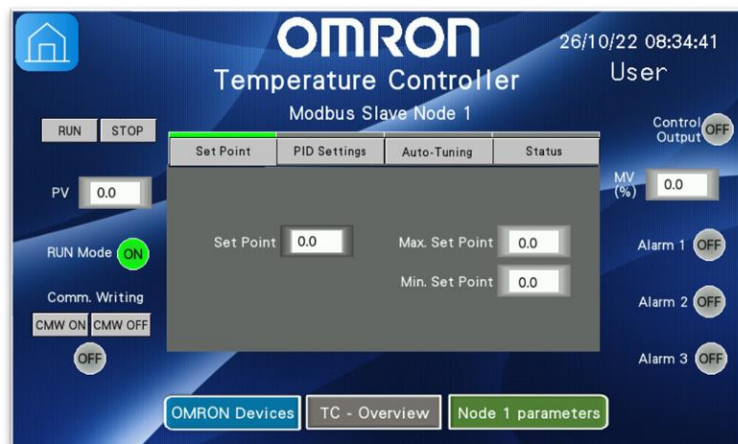 OMRON
26/10/22 08:34:41
Temperature Controller
User
Modbus Slave Node 1
RUN STOP
Control Output OFF
Set Point PID Settings Auto-Tuning Status
PV 0.0
MV (%) 0.0
Set Point 0.0
Max. Set Point 0.0
RUN Mode ON
Alarm 1 OFF
Min. Set Point 0.0
Comm. Writing
CMW ON CMW OFF
Alarm 2 OFF
OFF
Alarm 3 OFF
OMRON Devices TC - Overview Node 1 parameters